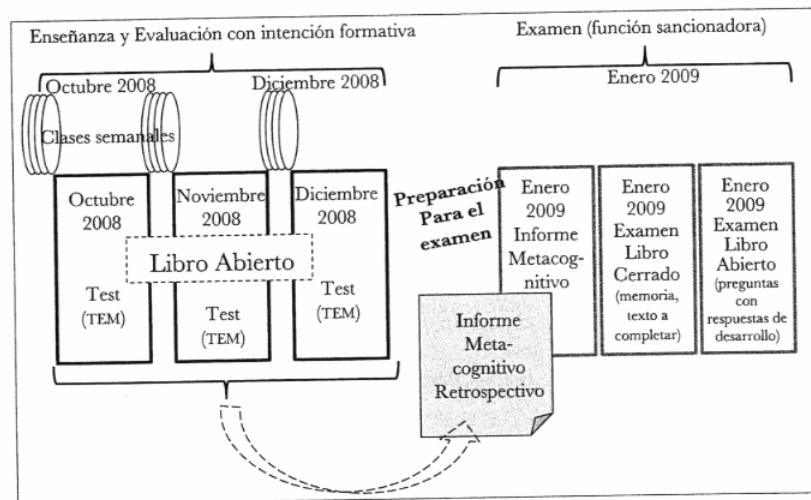 Enseñanza y Evaluación con intención formativa
Examen (función sancionadora)
Octubre 2008
Diciembre 2008
Enero 2009
Clases semanales
Octubre
2008
Test
(TEM)
Noviembre
2008
Test
(TEM)
Diciembre
2008
Test
(TEM)
Libro Abierto
Preparación
Para el
examen
Enero
2009
Informe
Metacog-
nitivo
Enero
2009
Examen
Libro
Cerrado
(memoria,
texto a
completar)
Enero
2009
Examen
Libro
Abierto
(preguntas
con
respuestas de
desarrollo)
Informe
Meta-
cognitivo
Retrospectivo